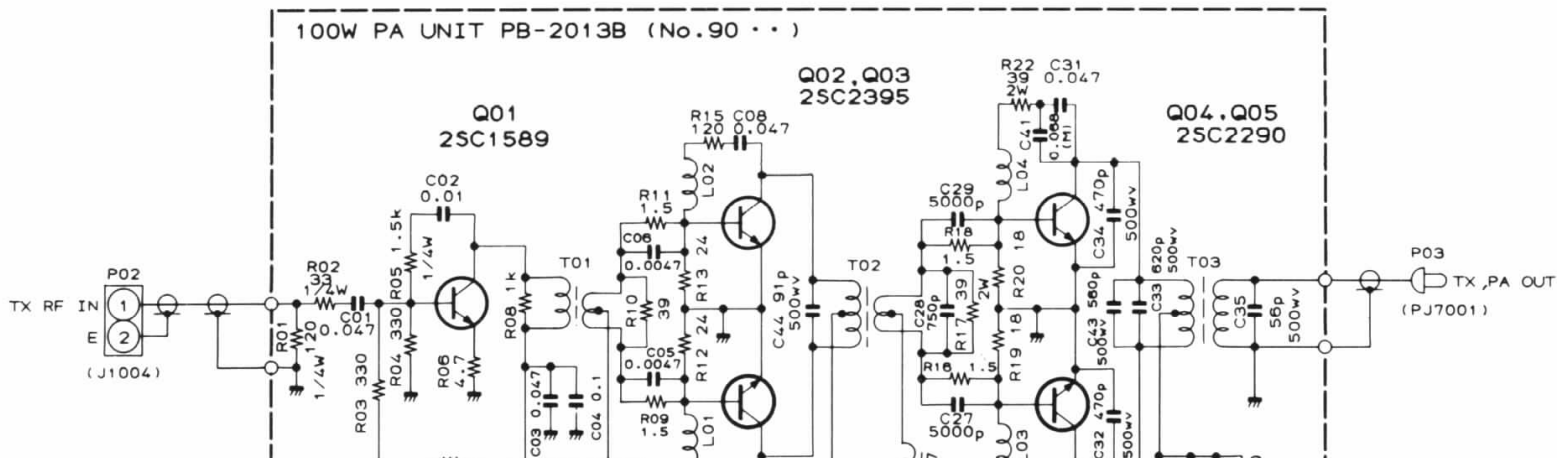 100W PA UNIT PB-2013B (No.90 ··)
Q01
2SC1589
Q02,Q03
2SC2395
Q04.Q05
2SC2290
P02
TX RF IN
1
E
2
(J1004)
R01
120
1/4W
R02
33
1/4W
C01
0.047
R03 330
R04 330
R05 1.5k
1/4W
C02
0.01
R06
4.7
R08 1k
T01
C03 0.047
C04 0.1
R10
39
R11
1.5
C06
0.0047
C05
0.0047
R09
1.5
R15 C08
120 0.047
L02
R13 24
R12 24
L01
C44 91p
500wv
T02
C28
750p
R17 39
2W
C29
5000p
R18
1.5
R16 1.5
C27
5000p
R22 C31
39 0.047
2W
C41
0.068
(M)
L04
R20 18
R19 18
L03
C34 470p
500wv
C43 560p
500wv
C33 620p
500wv
C32 470p
500wv
T03
C35
56p
500wv
P03
TX,PA OUT
(PJ7001)